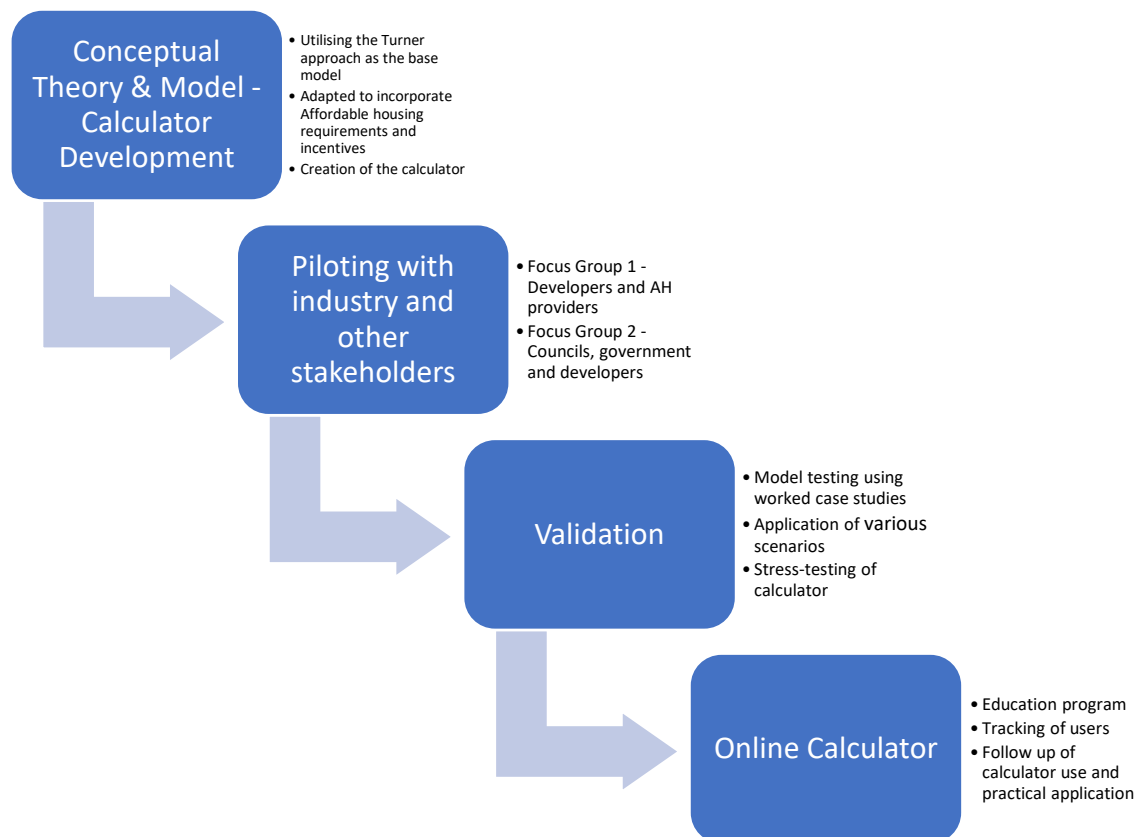 Conceptual
Theory & Model -
Calculator
Development
• Utilising the Turner
approach as the base
model
• Adapted to incorporate
Affordable housing
requirements and
incentives
• Creation of the calculator
Piloting with
industry and
other
stakeholders
• Focus Group 1 -
Developers and AH
providers
• Focus Group 2 -
Councils, government
and developers
Validation
• Model testing using
worked case studies
• Application of various
scenarios
• Stress-testing of
calculator
Online Calculator
• Education program
• Tracking of users
• Follow up of
calculator use and
practical application